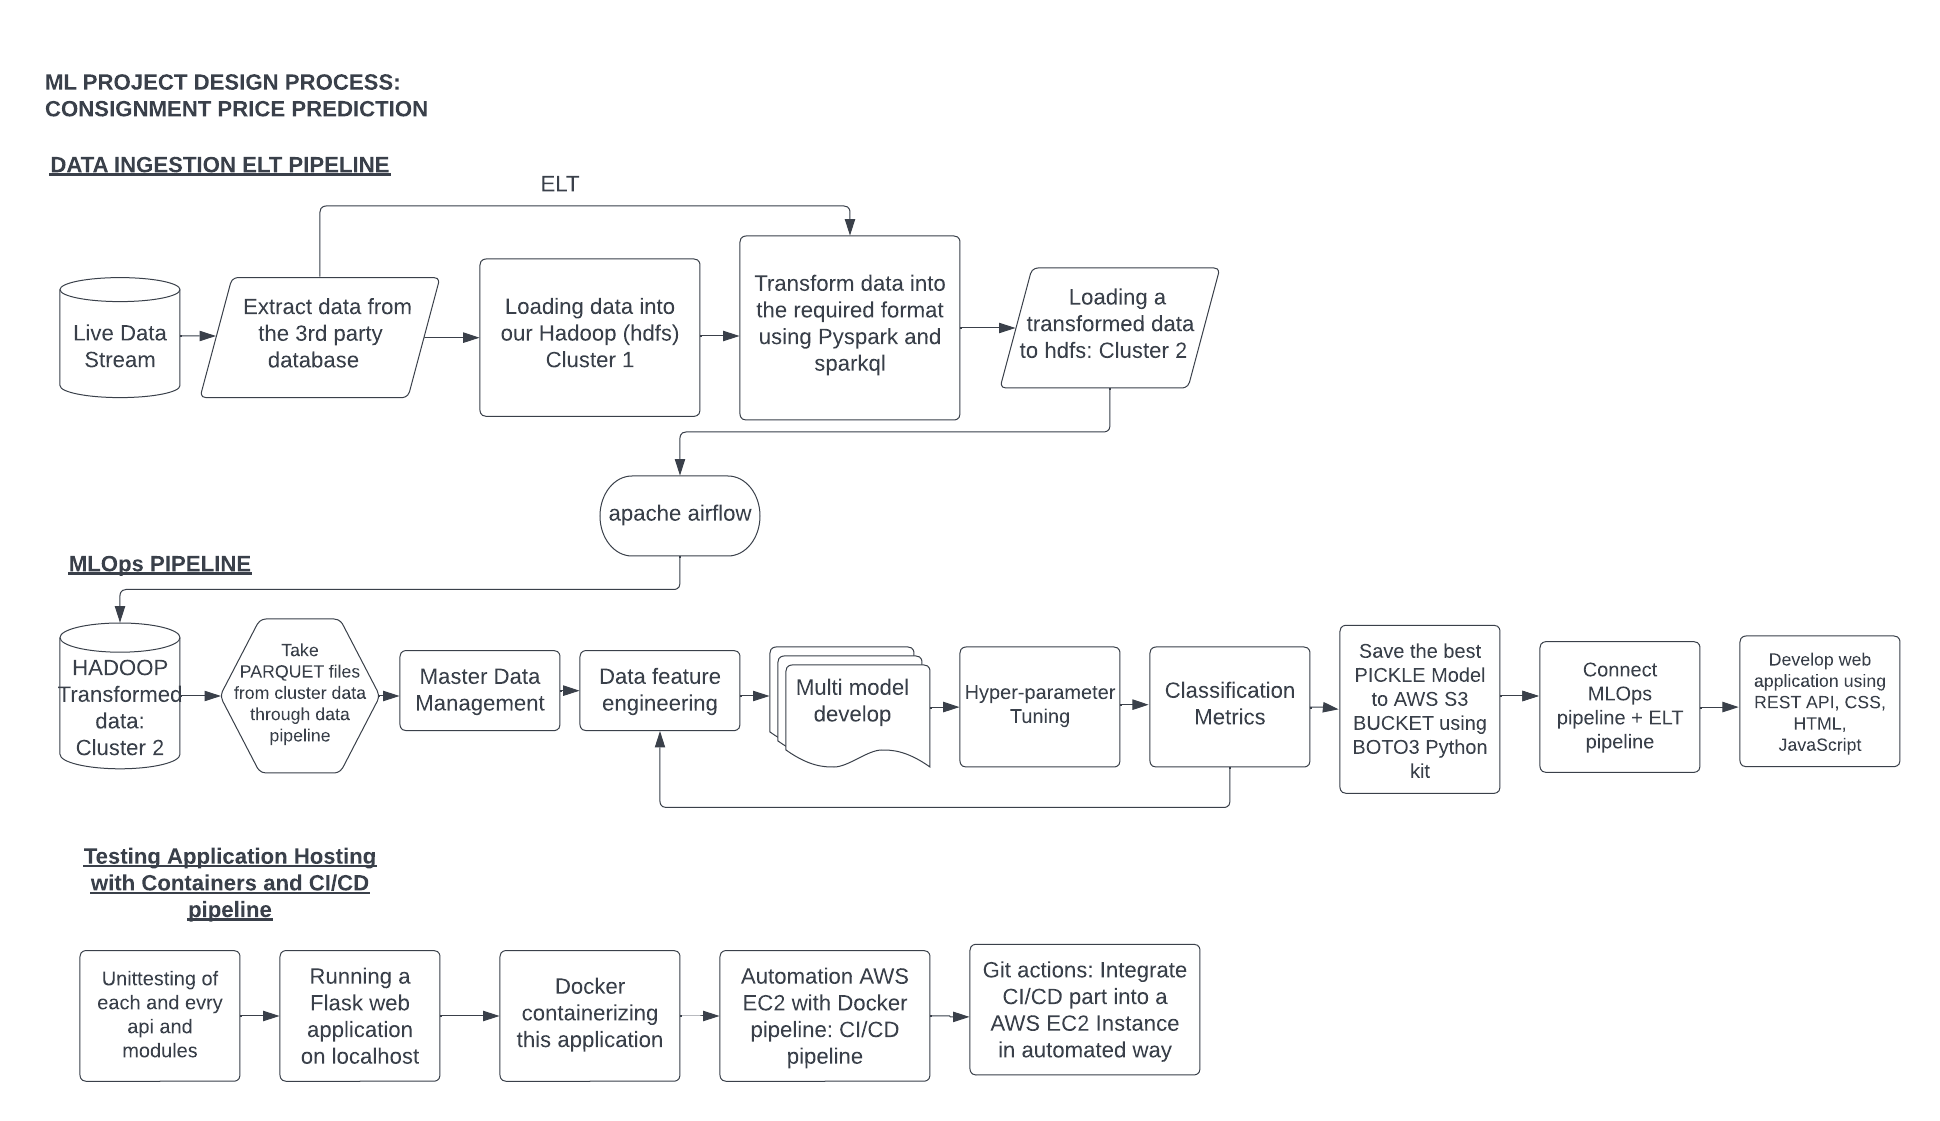 ML PROJECT DESIGN PROCESS:
CONSIGNMENT PRICE PREDICTION
DATA INGESTION ELT PIPELINE
ELT
Live Data
Stream
Extract data from
the 3rd party
database
Loading data into
our Hadoop (hdfs)
Cluster 1
Transform data into
the required format
using Pyspark and
sparkql
Loading a
transformed data
to hdfs: Cluster 2
apache airflow
MLOps PIPELINE
HADOOP
Transformed
data:
Cluster 2
Take
PARQUET files
from cluster data
through data
pipeline
Master Data
Management
Data feature
engineering
Multi model
develop
Hyper-parameter
Tuning
Classification
Metrics
Save the best
PICKLE Model
to AWS S3
BUCKET using
BOTO3 Python
kit
Connect
MLOps
pipeline + ELT
pipeline
Develop web
application using
REST API, CSS,
HTML,
JavaScript
Testing Application Hosting
with Containers and CI/CD
pipeline
Unittesting of
each and evry
api and
modules
Running a
Flask web
application
on localhost
Docker
containerizing
this application
Automation AWS
EC2 with Docker
pipeline: CI/CD
pipeline
Git actions: Integrate
CI/CD part into a
AWS EC2 Instance
in automated way